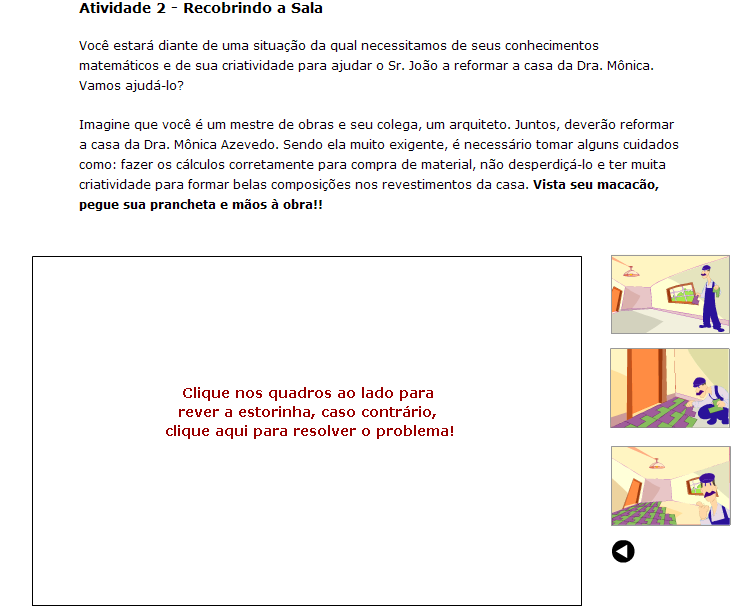 Atividade 2 - Recobrindo a Sala
Você estará diante de uma situação da qual necessitamos de seus conhecimentos
matemáticos e de sua criatividade para ajudar o Sr. João a reformar a casa da Dra. Mônica.
Vamos ajudá-lo?
Imagine que você é um mestre de obras e seu colega, um arquiteto. Juntos, deverão reformar
a casa da Dra. Mônica Azevedo. Sendo ela muito exigente, é necessário tomar alguns cuidados
como: fazer os cálculos corretamente para compra de material, não desperdiçá-lo e ter muita
criatividade para formar belas composições nos revestimentos da casa. Vista seu macacão,
pegue sua prancheta e mãos à obra!!
Clique nos quadros ao lado para
rever a estorinha, caso contrário,
clique aqui para resolver o problema!